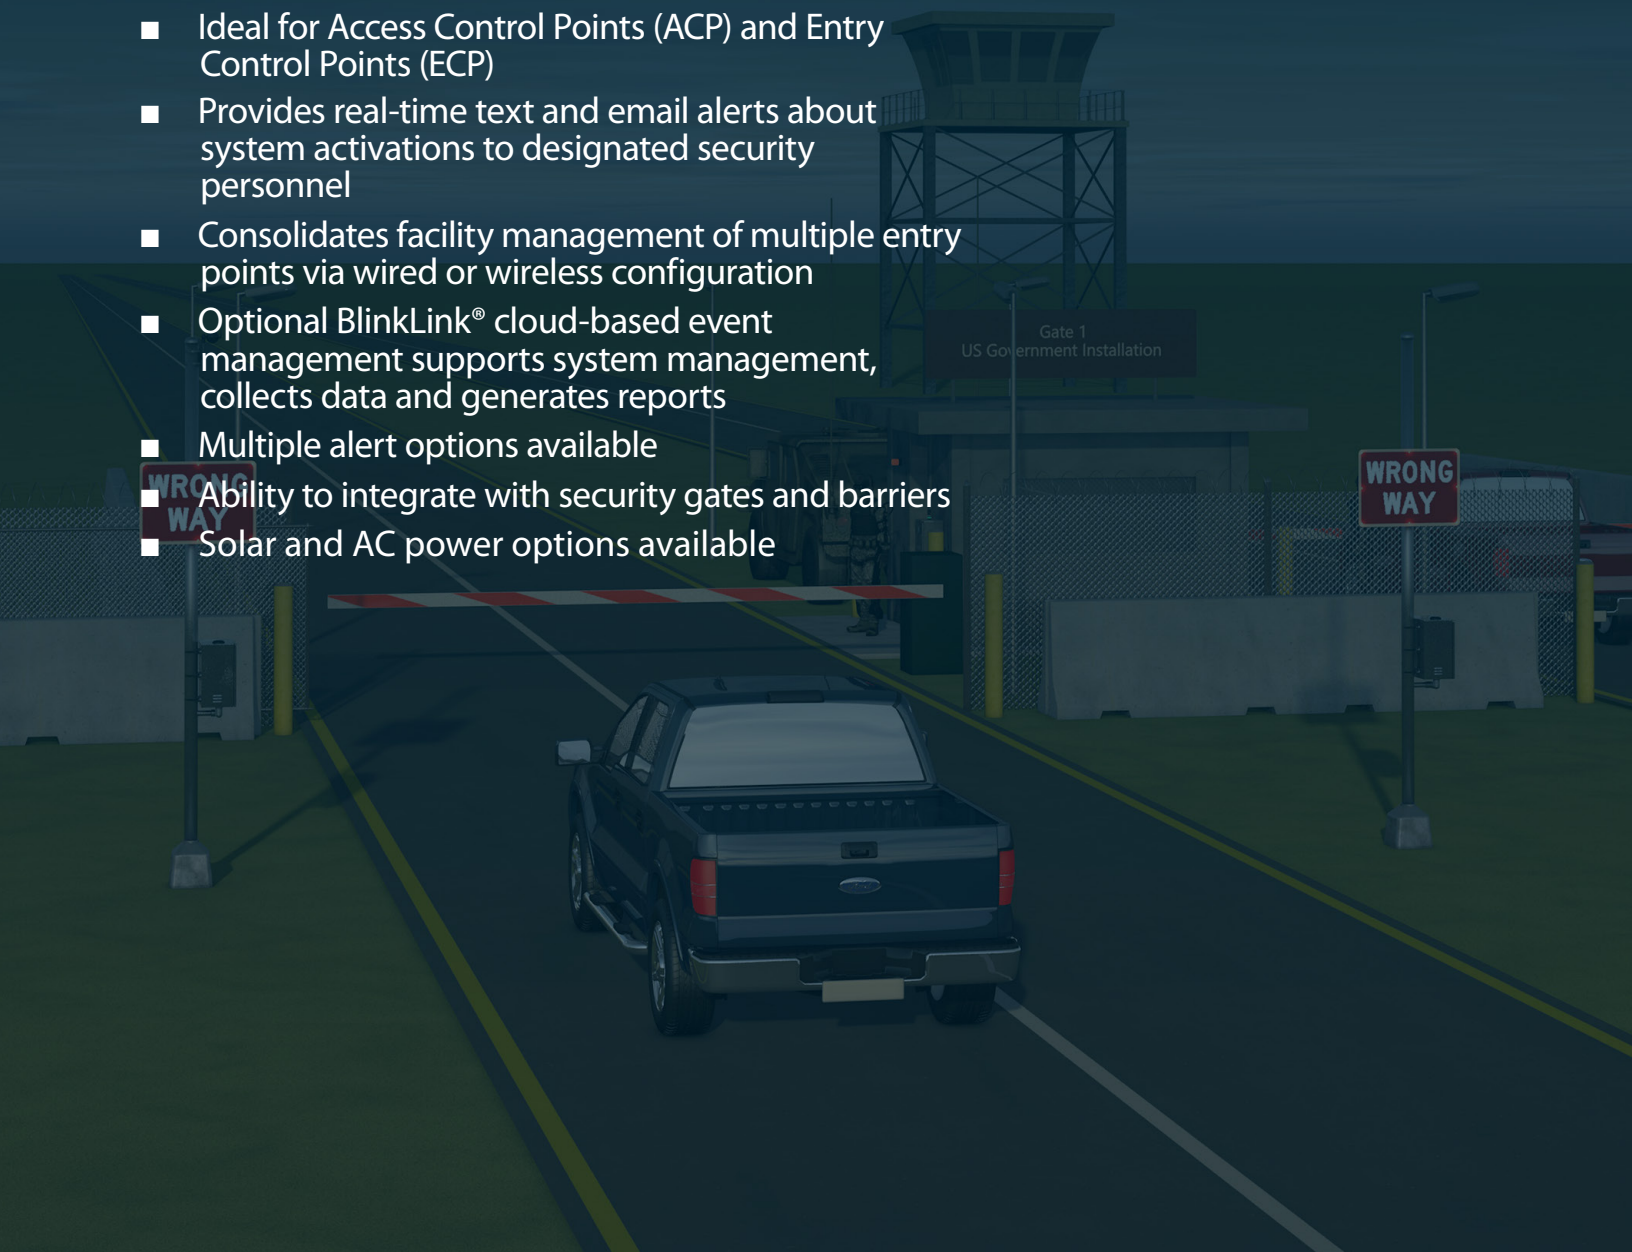 ■ Ideal for Access Control Points (ACP) and Entry
Control Points (ECP)
■ Provides real-time text and email alerts about
system activations to designated security
personnel
■ Consolidates facility management of multiple entry
points via wired or wireless configuration
■ Optional BlinkLink® cloud-based event
management supports system management,
collects data and generates reports
■ Multiple alert options available
■ Ability to integrate with security gates and barriers
■ Solar and AC power options available
Gate 1
US Government Installation
WRONG
WAY
WRONG
WAY
Ford